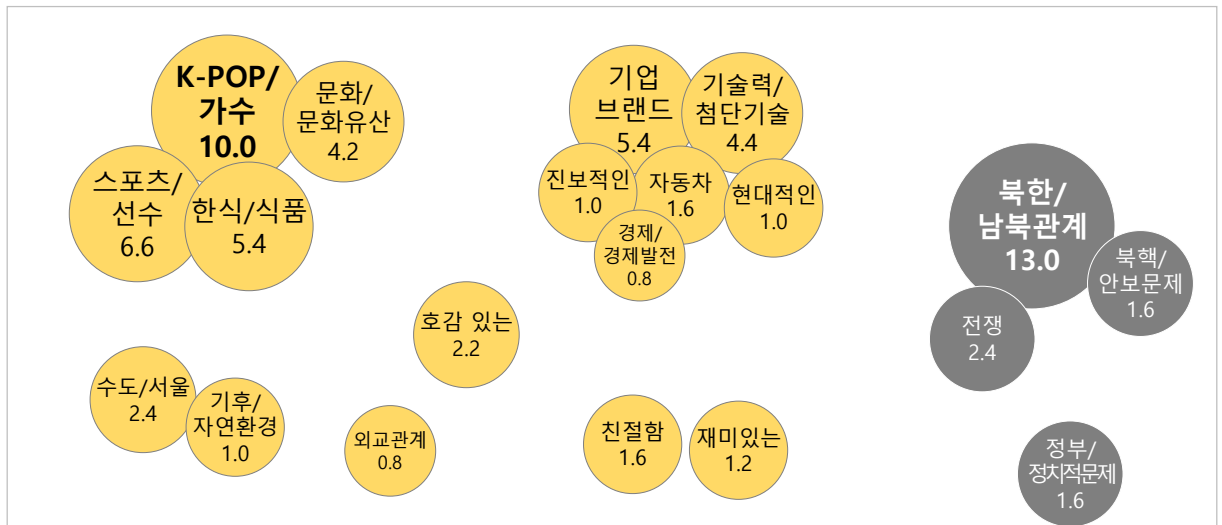 K-POP/
가수
10.0
문화/
문화유산
4.2
스포츠/
선수
6.6
한식/식품
5.4
기업
브랜드
5.4
기술력/
첨단기술
4.4
진보적인
1.0
자동차
1.6
현대적인
1.0
경제/
경제발전
0.8
북한/
남북관계
13.0
북핵/
안보문제
1.6
전쟁
2.4
호감 있는
2.2
수도/서울
2.4
기후/
자연환경
1.0
외교관계
0.8
친절함
1.6
재미있는
1.2
정부/
정치적문제
1.6